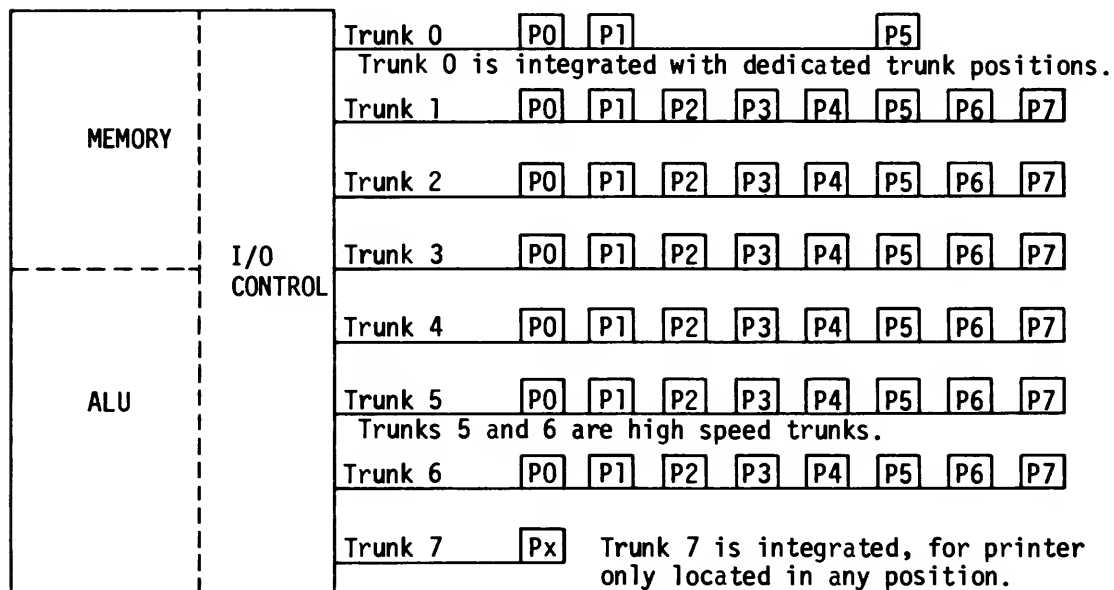 Trunk 0 P0 P1 P5
Trunk 0 is integrated with dedicated trunk positions.
Trunk 1 P0 P1 P2 P3 P4 P5 P6 P7
MEMORY
Trunk 2 P0 P1 P2 P3 P4 P5 P6 P7
I/O
CONTROL
Trunk 3 P0 P1 P2 P3 P4 P5 P6 P7
Trunk 4 P0 P1 P2 P3 P4 P5 P6 P7
ALU
Trunk 5 P0 P1 P2 P3 P4 P5 P6 P7
Trunks 5 and 6 are high speed trunks.
Trunk 6 P0 P1 P2 P3 P4 P5 P6 P7
Trunk 7 Px Trunk 7 is integrated, for printer
only located in any position.